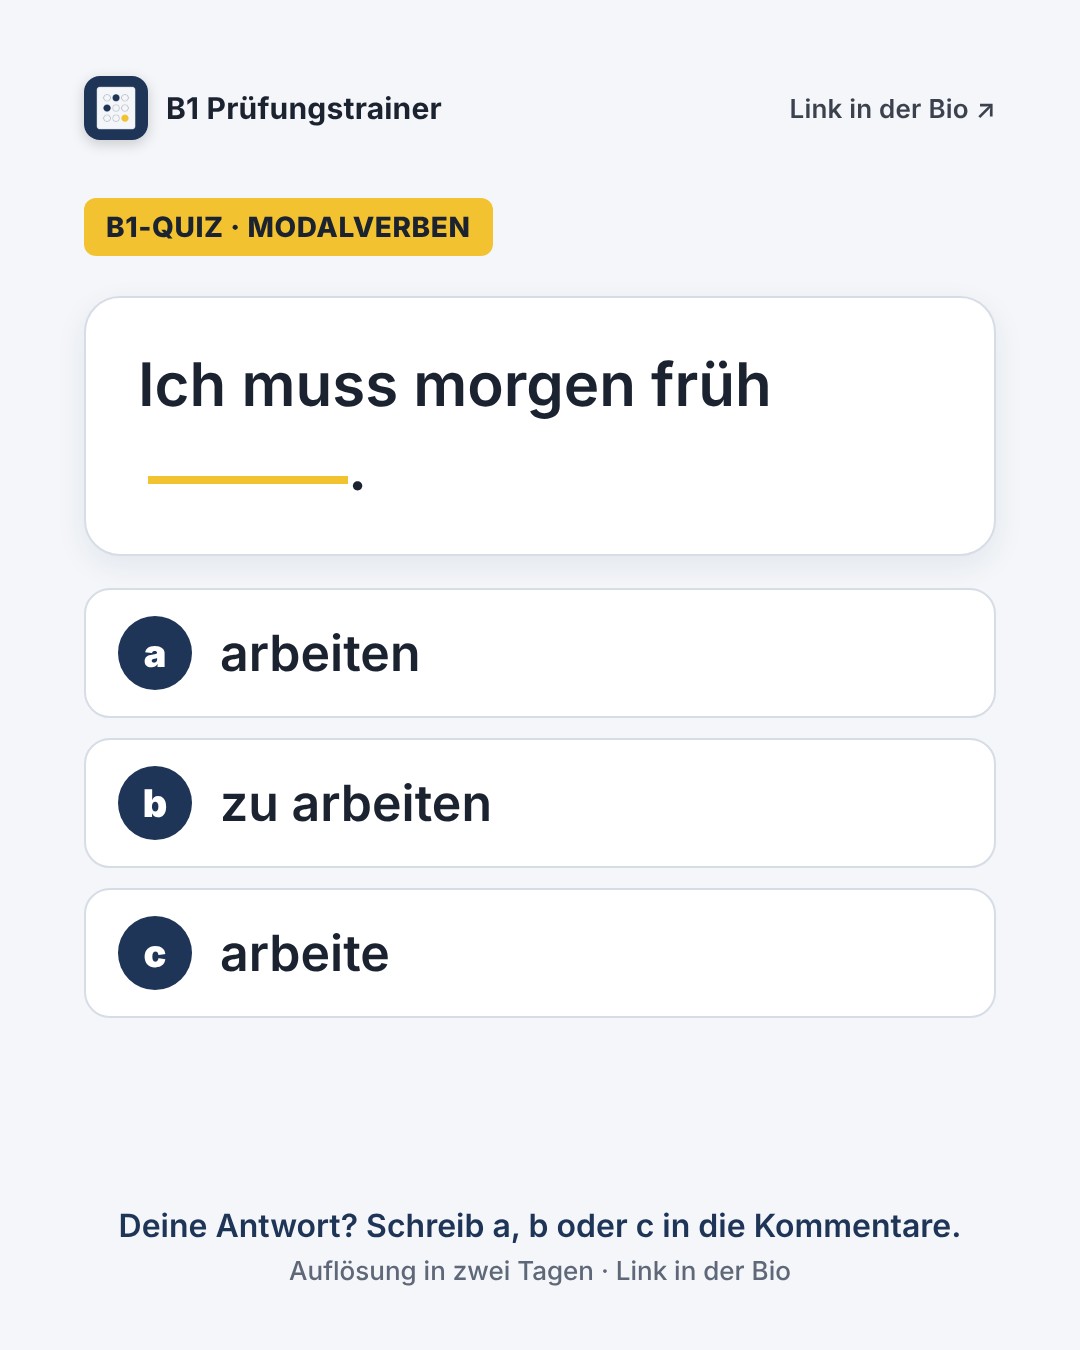 B1 Prüfungstrainer
Link in der Bio ↗
B1-QUIZ · MODALVERBEN
Ich muss morgen früh
______.
a arbeiten
b zu arbeiten
c arbeite
Deine Antwort? Schreib a, b oder c in die Kommentare.
Auflösung in zwei Tagen · Link in der Bio